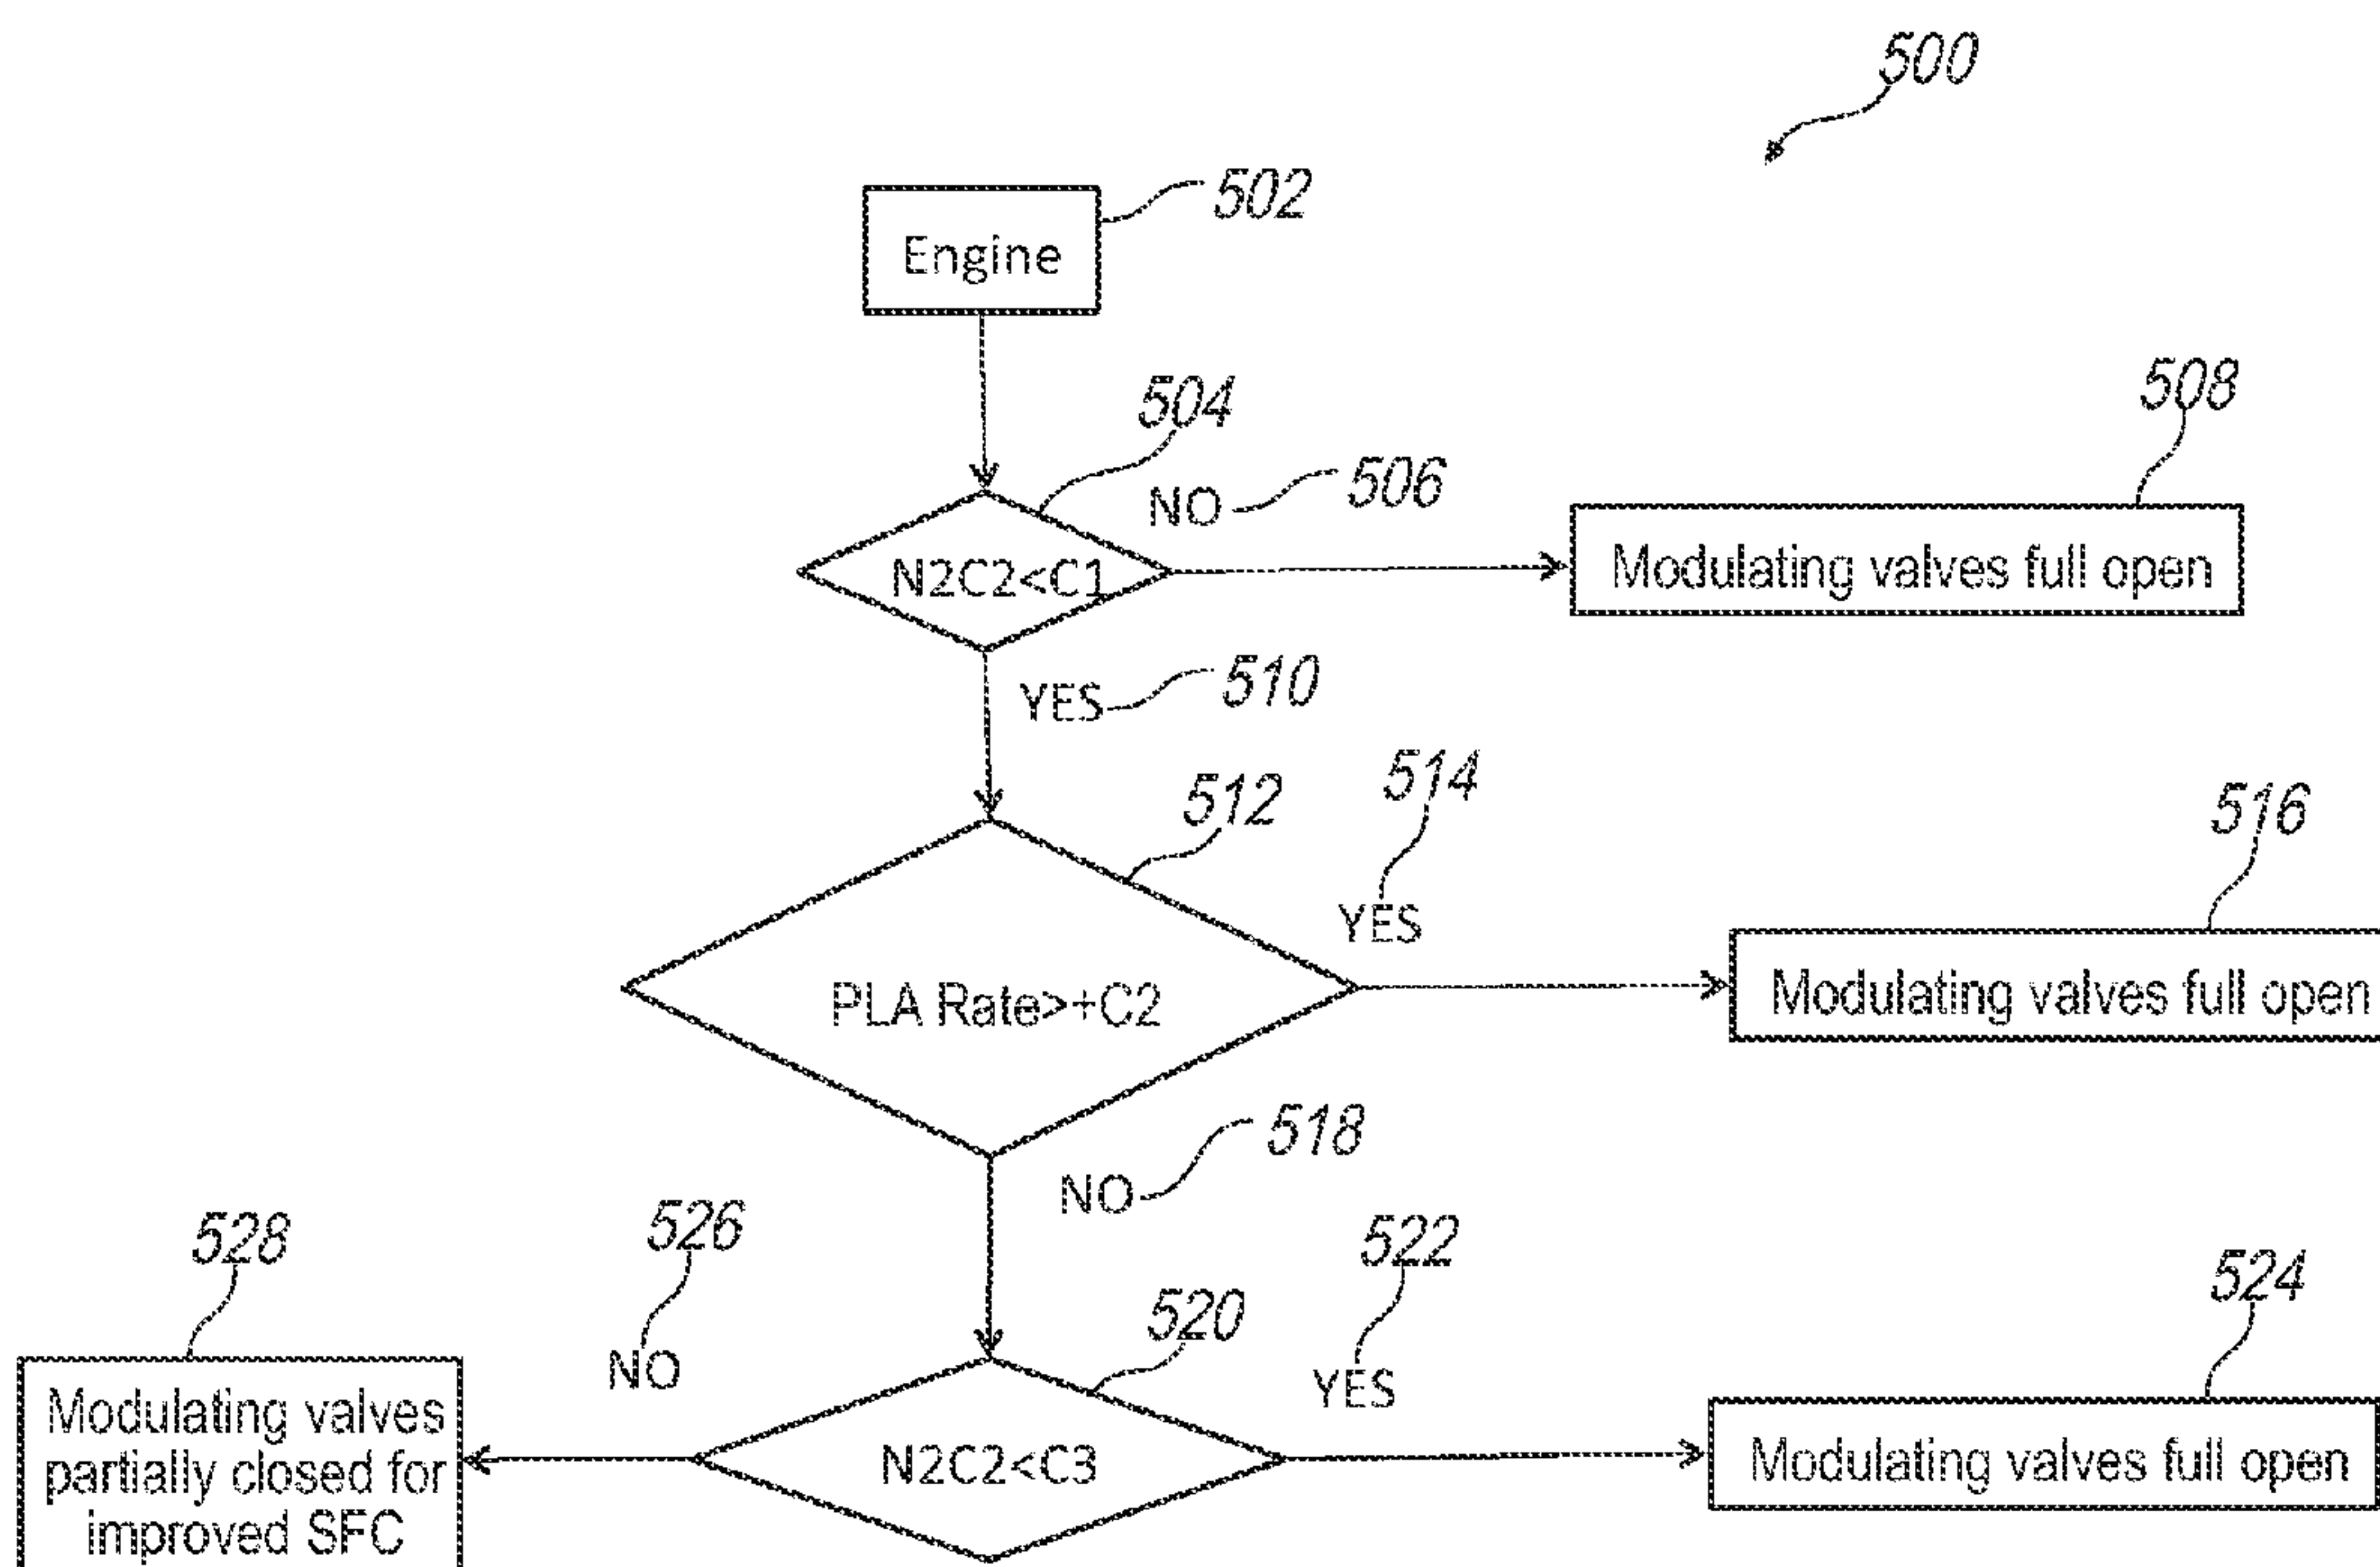 500
502
Engine
504
NO 506
508
N2C2<C1
Modulating valves full open
YES 510
512
514
YES
516
PLA Rate>+C2
Modulating valves full open
NO 518
528
526
NO
520
522
YES
524
Modulating valves
partially closed for
improved SFC
N2C2<C3
Modulating valves full open